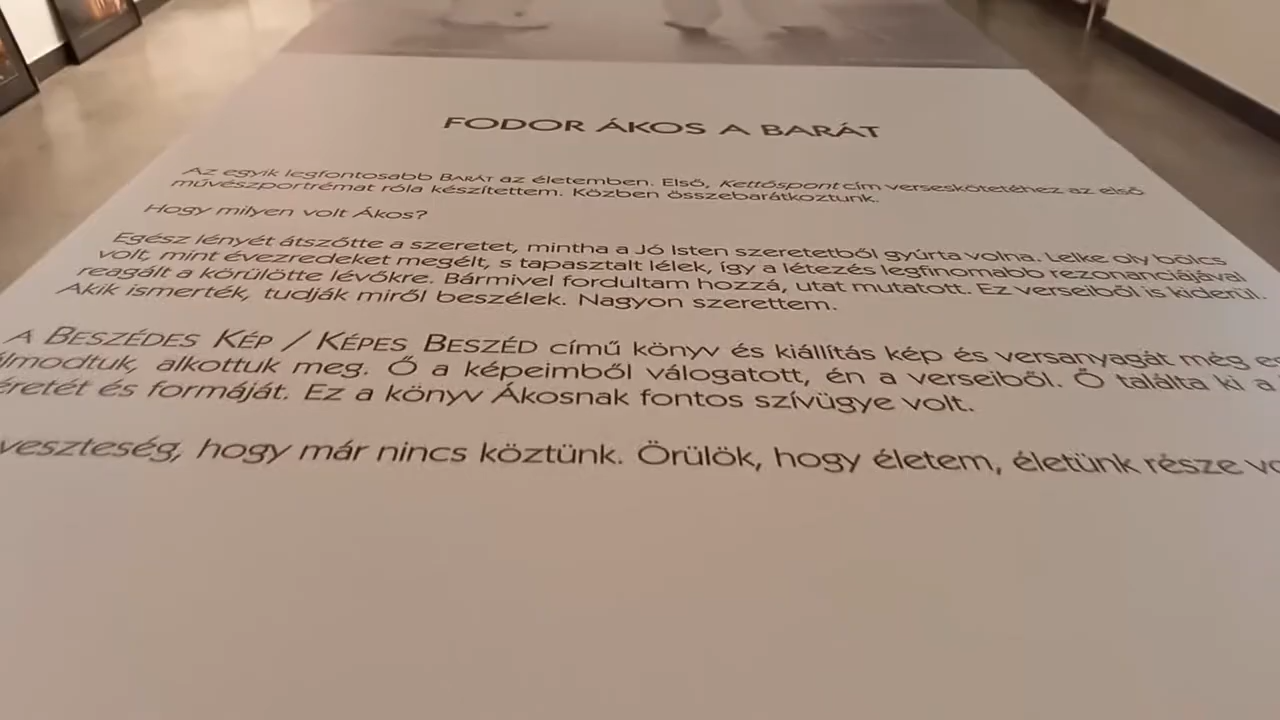 FODOR ÁKOS A BARÁT
Az egyik legfontosabb BARÁT az életemben. Első, Kettőspont cím verseskötetéhez az első
művészportrémat róla készítettem. Közben összebarátkoztunk.
Hogy milyen volt Ákos?
Egész lényét átszőtte a szeretet, mintha a Jó Isten szeretetből gyúrta volna. Lelke oly bölcs
volt, mint évezredeket megélt, s tapasztalt lélek, így a létezés legfinomabb rezonanciájával
reagált a körülötte lévőkre. Bármivel fordultam hozzá, utat mutatott. Ez verseiből is kiderül.
Akik ismerték, tudják miről beszélek. Nagyon szerettem.
A BESZÉDES KÉP / KÉPES BESZÉD című könyv és kiállítás kép és versanyagát még
álmodtuk, alkottuk meg. Ő a képeimből válogatott, én a verseiből. Ő találta ki a
éretét és formáját. Ez a könyv Ákosnak fontos szívügye volt.
veszteség, hogy már nincs köztünk. Örülök, hogy életem, életünk része